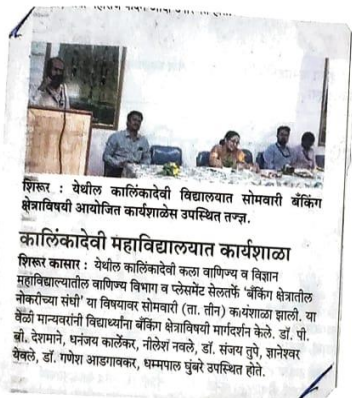 शिरूर : येथील कालिंकादेवी विद्यालयात सोमवारी बँकिंग
क्षेत्राविषयी आयोजित कार्यशाळेस उपस्थित तज्ज्ञ.
कालिंकादेवी महाविद्यालयात कार्यशाळा
शिरूर कासार : येथील कालिंकादेवी कला वाणिज्य व विज्ञान
महाविद्याल्यातील वाणिज्य विभाग व प्लेसमेंट सेलतर्फे 'बँकिंग क्षेत्रातील
नोकरीच्या संधी' या विषयावर सोमवारी (ता. तीन) कार्यशाळा झाली. या
वेळी मान्यवरांनी विद्यार्थ्यांना बँकिंग क्षेत्राविषयी मार्गदर्शन केले. डॉ. पी.
देशमाने, धनंजय कार्लेकर, नीलेश नवले, डॉ. संजय तुपे, ज्ञानेश्वर
येवले, डॉ. गणेश आडगावकर, धम्मपाल घुंबरे उपस्थित होते.